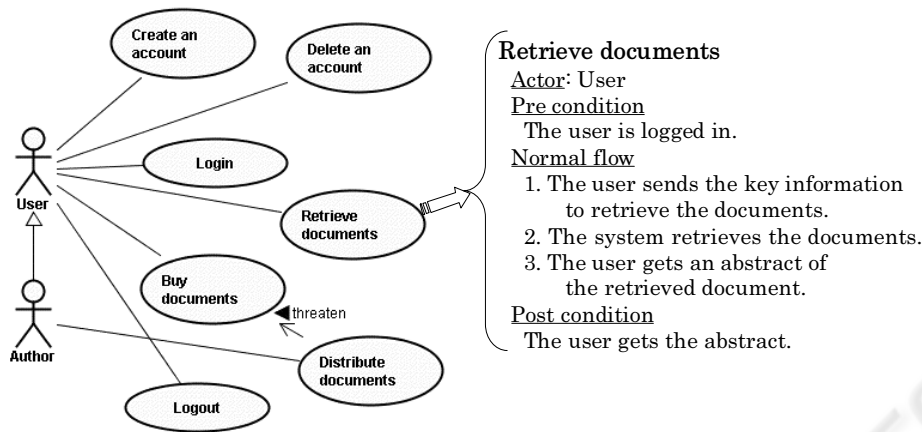 Create an
account
Delete an
account
Login
User
Retrieve
documents
Buy
documents
threaten
Author
Distribute
documents
Logout
Retrieve documents
Actor: User
Pre condition
The user is logged in.
Normal flow
1. The user sends the key information
to retrieve the documents.
2. The system retrieves the documents.
3. The user gets an abstract of
the retrieved document.
Post condition
The user gets the abstract.